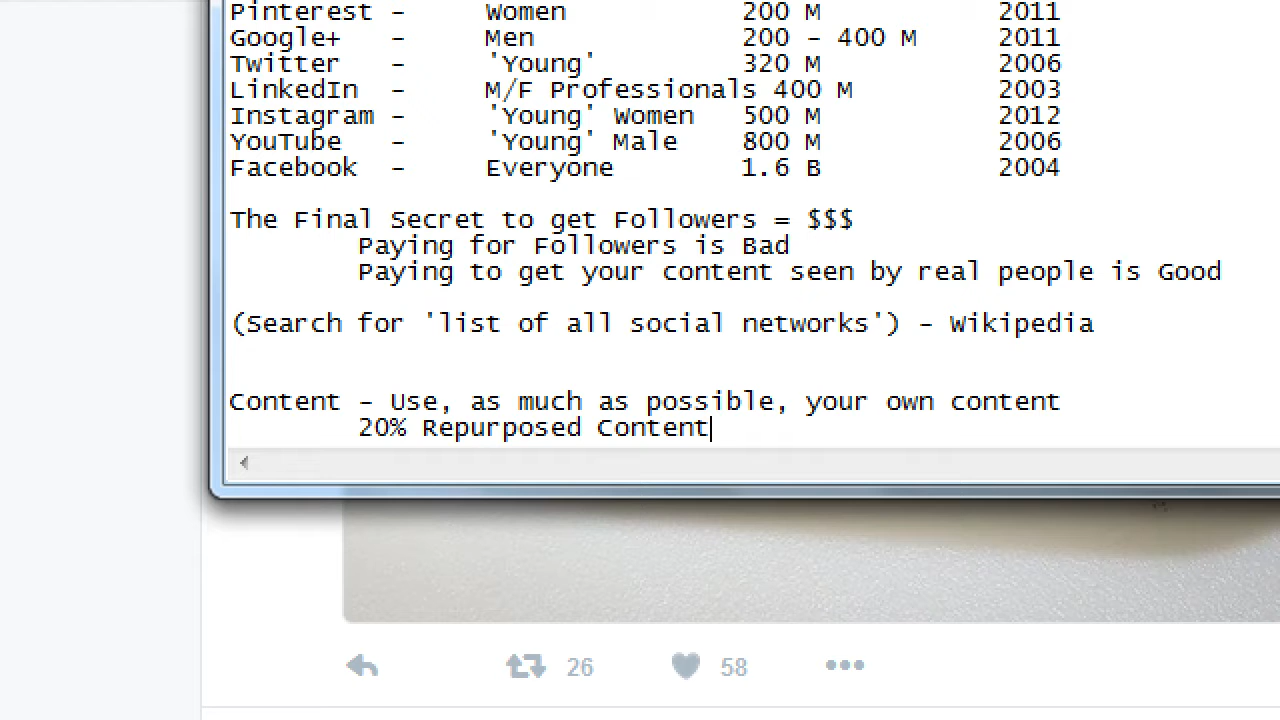 Pinterest -     Women           200 M           2011
Google+   -     Men             200 - 400 M     2011
Twitter   -     'Young'         320 M           2006
LinkedIn  -     M/F Professionals 400 M         2003
Instagram -     'Young' Women   500 M           2012
YouTube   -     'Young' Male    800 M           2006
Facebook  -     Everyone        1.6 B           2004
The Final Secret to get Followers = $$$
Paying for Followers is Bad
Paying to get your content seen by real people is Good
(Search for 'list of all social networks') - Wikipedia
Content - Use, as much as possible, your own content
20% Repurposed Content
26 58